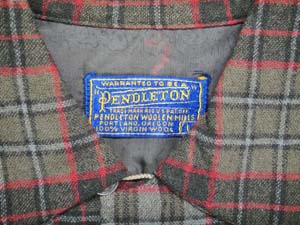 WARRANTED TO BE A
"PENDLETON"
TRADE MARK REG U.S. PAT. OFF.
PENDLETON WOOLEN MILLS
PORTLAND, OREGON
100% VIRGIN WOOL